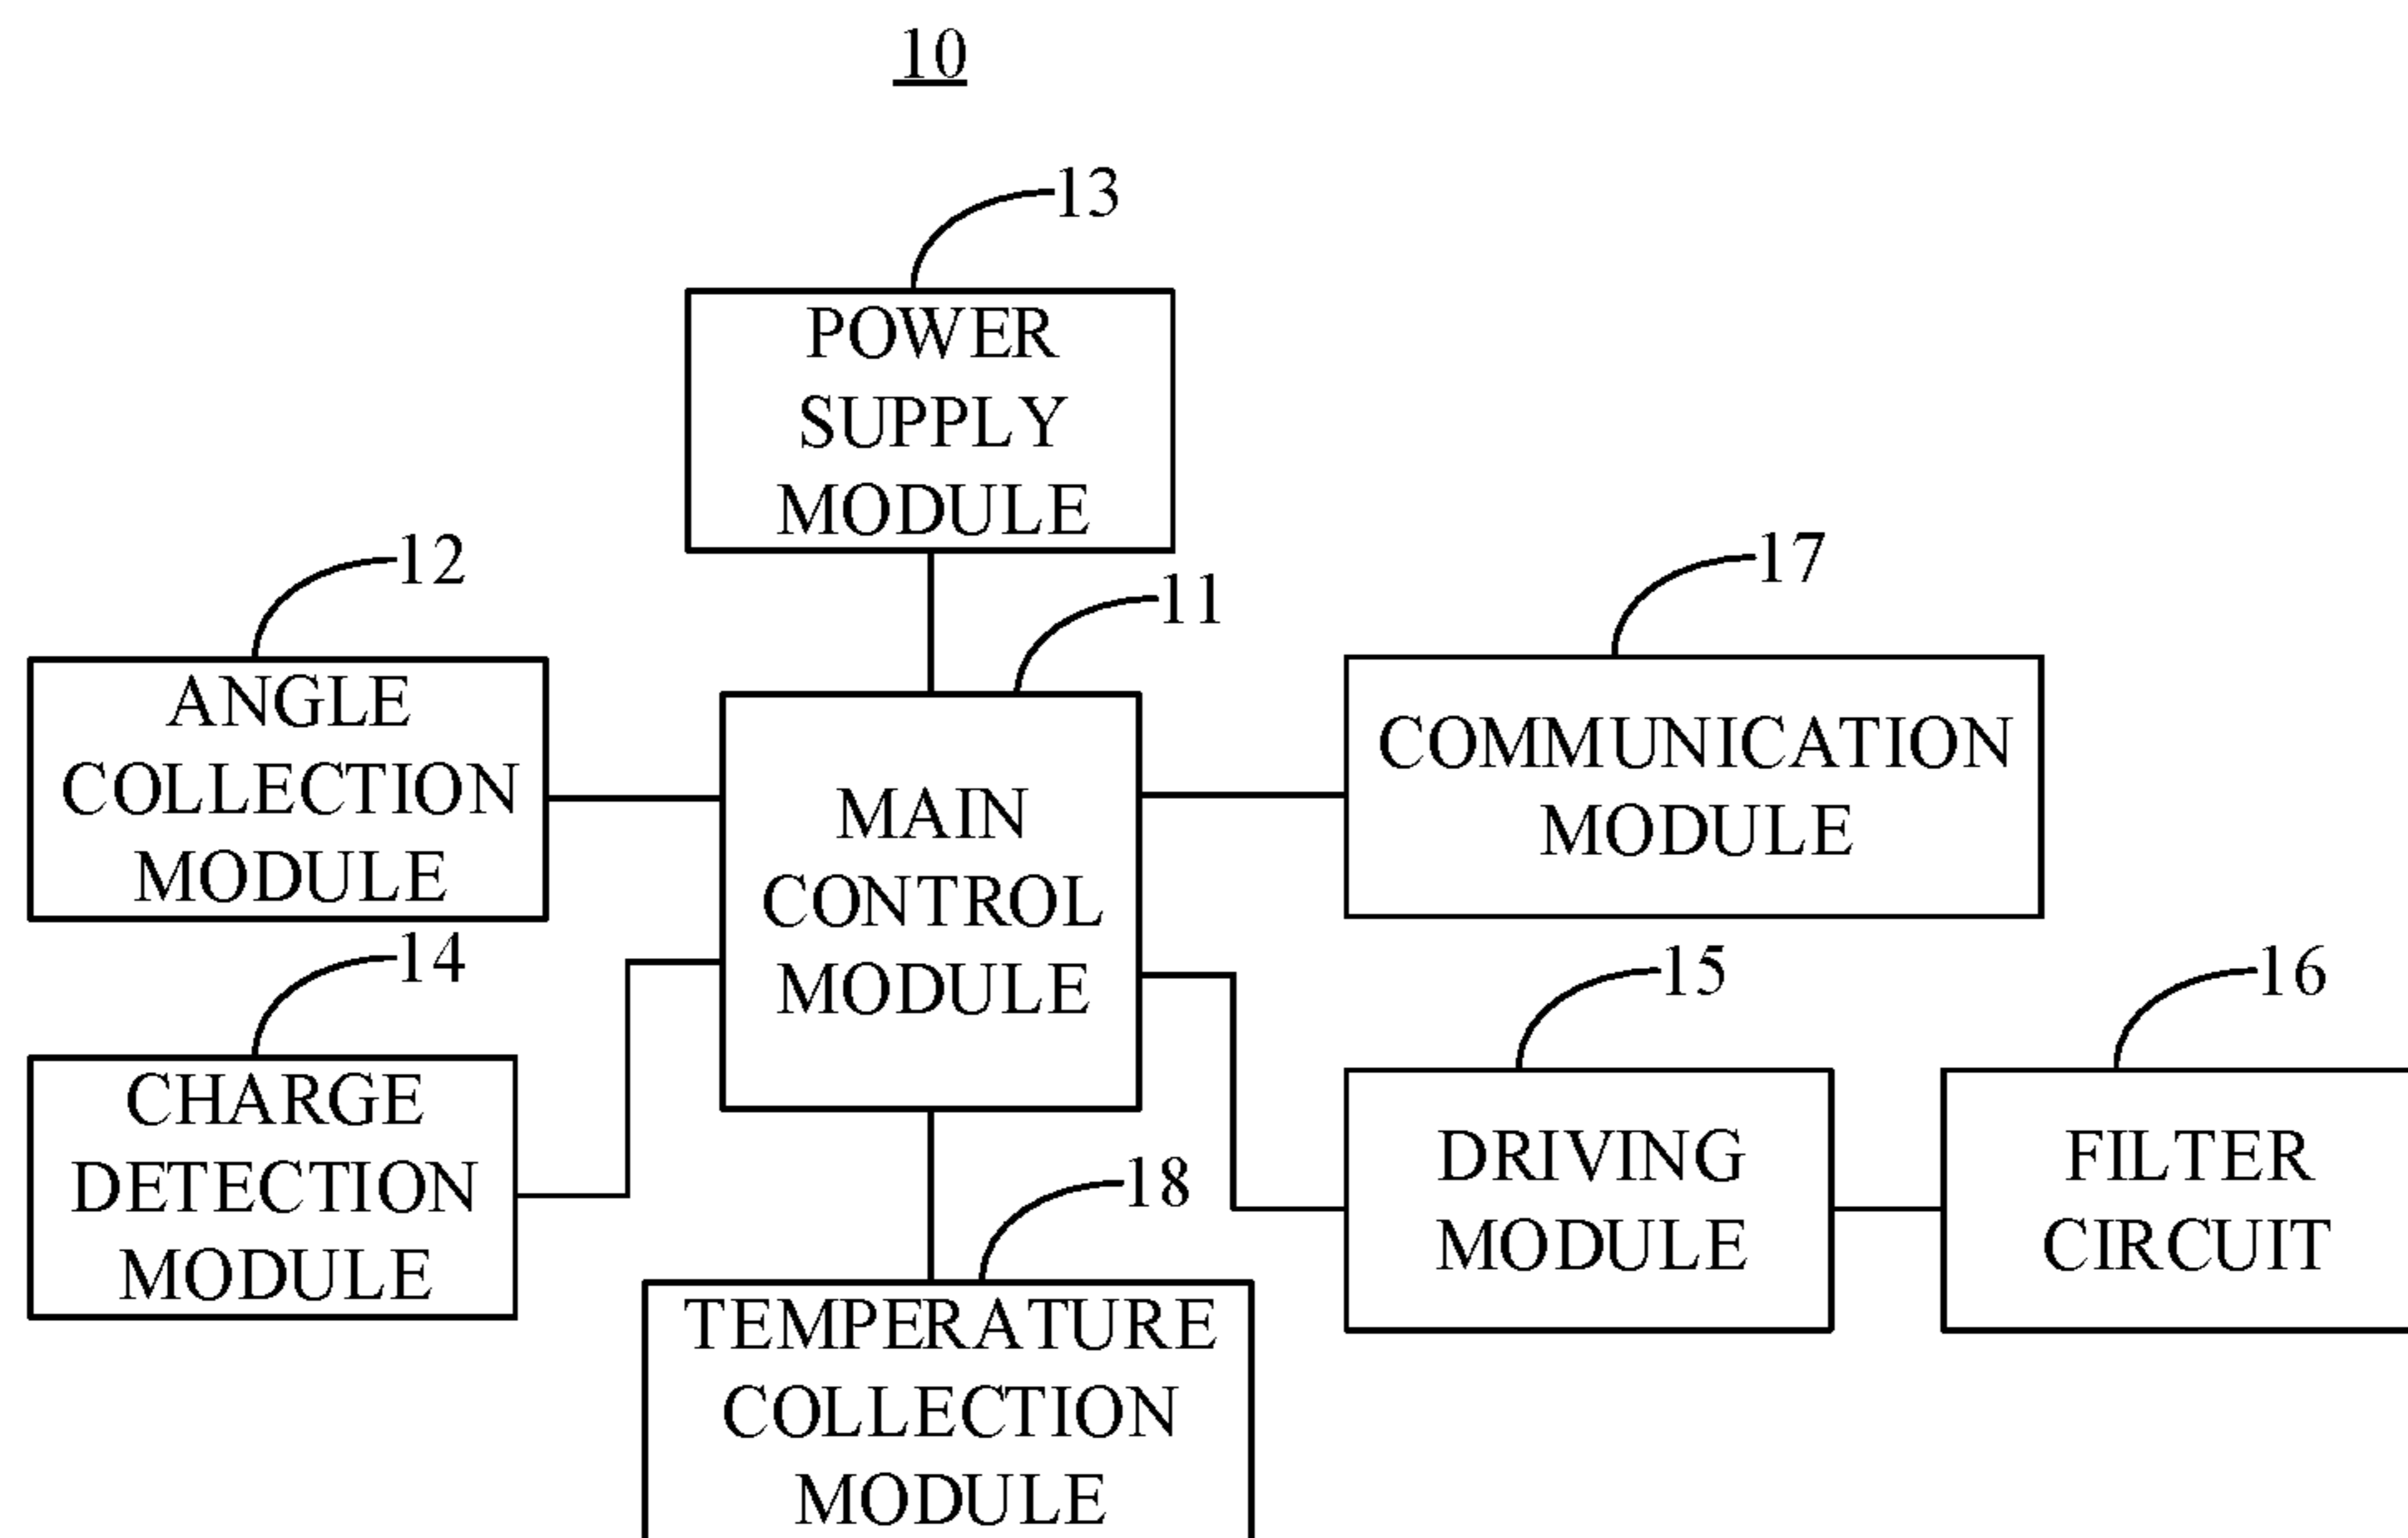 10
13
POWER
SUPPLY
MODULE
12
ANGLE
COLLECTION
MODULE
11
MAIN
CONTROL
MODULE
17
COMMUNICATION
MODULE
14
CHARGE
DETECTION
MODULE
15
DRIVING
MODULE
16
FILTER
CIRCUIT
18
TEMPERATURE
COLLECTION
MODULE